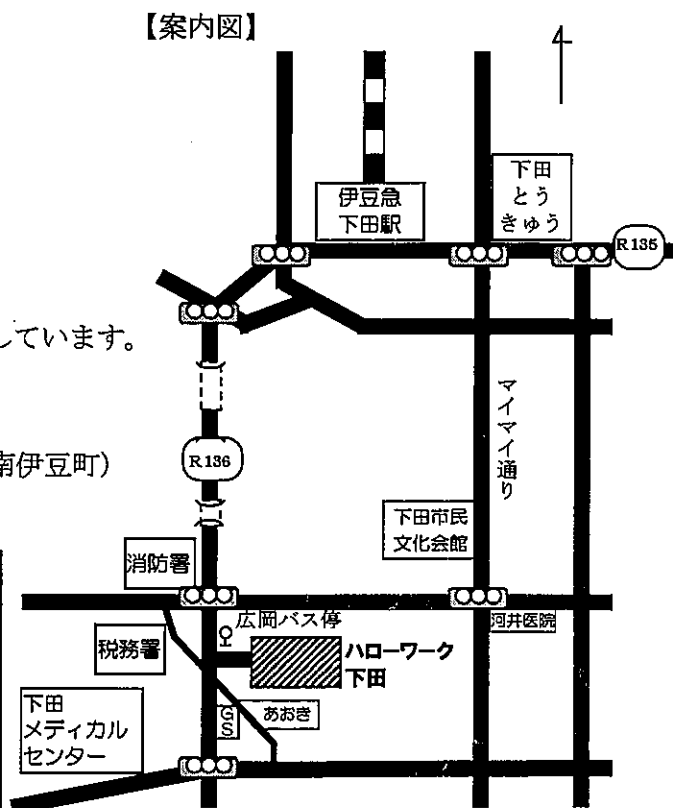 【案内図】
伊豆急
下田駅
下田
とう
きゅう
R135
しています。
マイマイ通り
南伊豆町）
R136
下田市民
文化会館
消防署
広岡バス停
河井医院
税務署
ハローワーク
下田
下田
メディカル
センター
GS
あおき